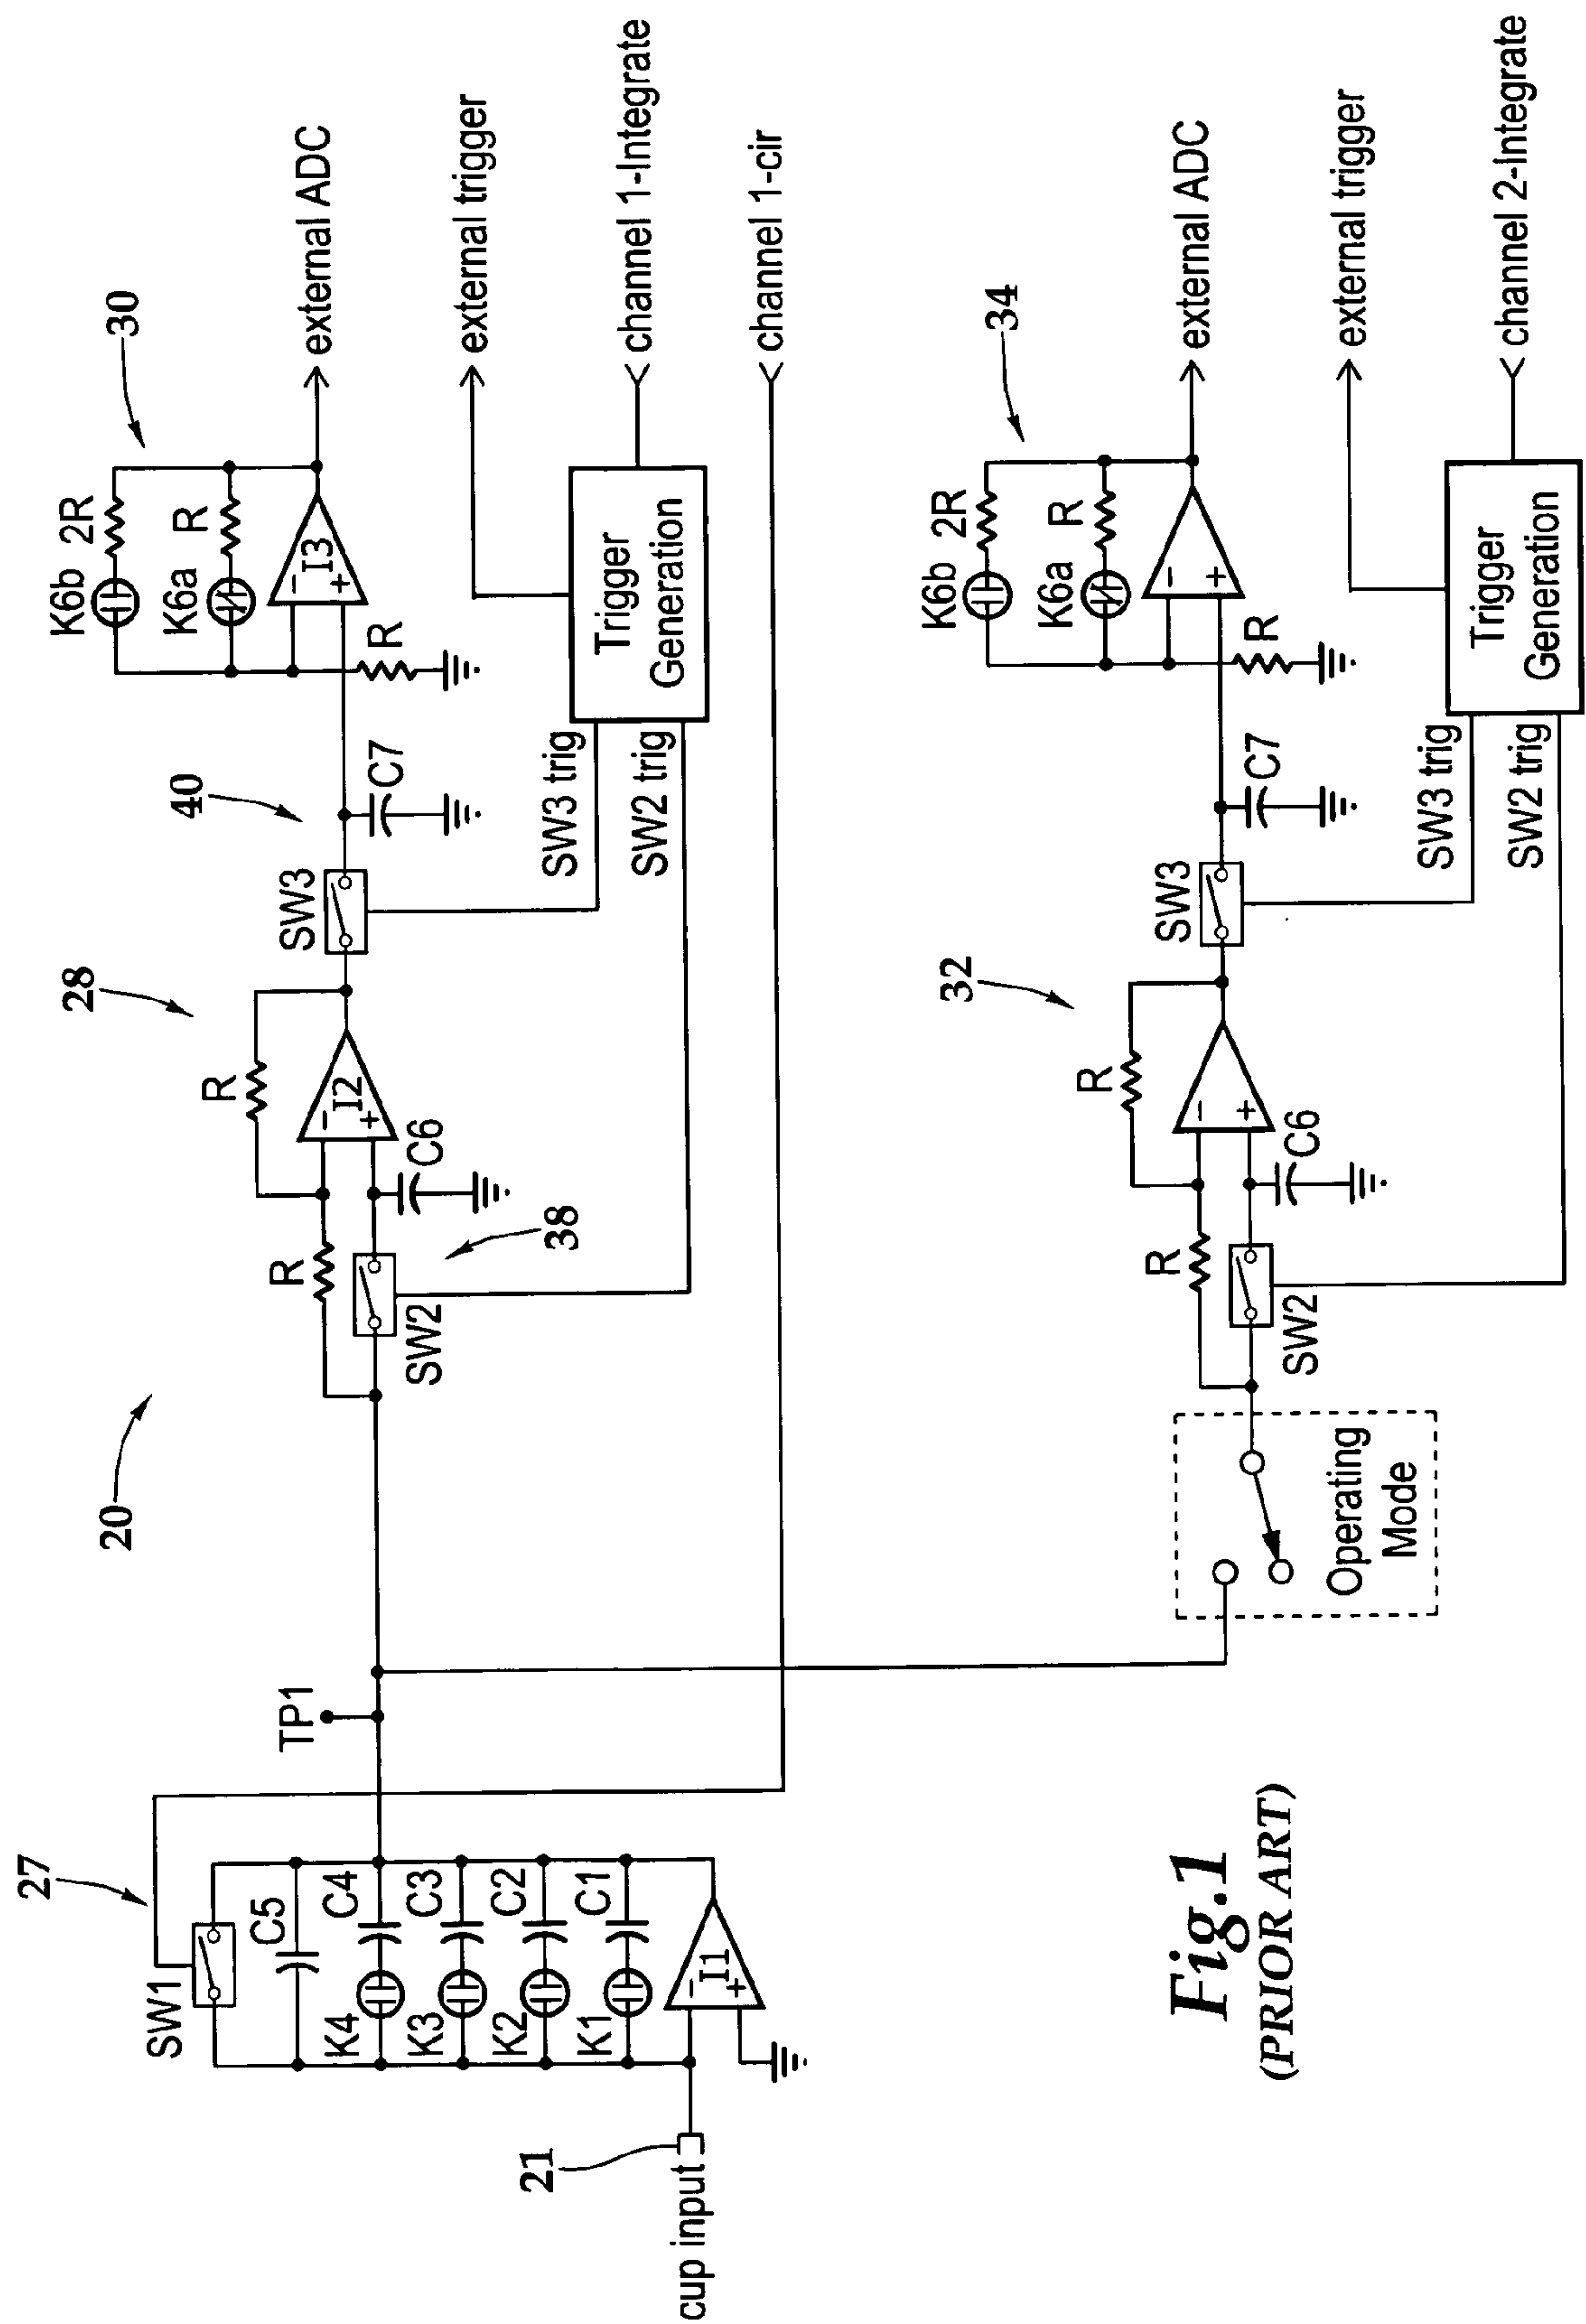 20
27
SW1
C5
K4
C4
K3
C3
K2
C2
K1
C1
I1
−
+
21
cup input
TP1
28
R
R
I2
−
+
C6
SW2
38
SW3
40
C7
30
K6b
2R
K6a
R
I3
−
+
R
external ADC
external trigger
channel 1-Integrate
channel 1-cir
SW3 trig
SW2 trig
Trigger
Generation
Operating
Mode
32
R
R
−
+
C6
SW2
SW3
C7
34
K6b
2R
K6a
R
−
+
R
external ADC
external trigger
channel 2-Integrate
SW3 trig
SW2 trig
Trigger
Generation
Fig.1
(PRIOR ART)